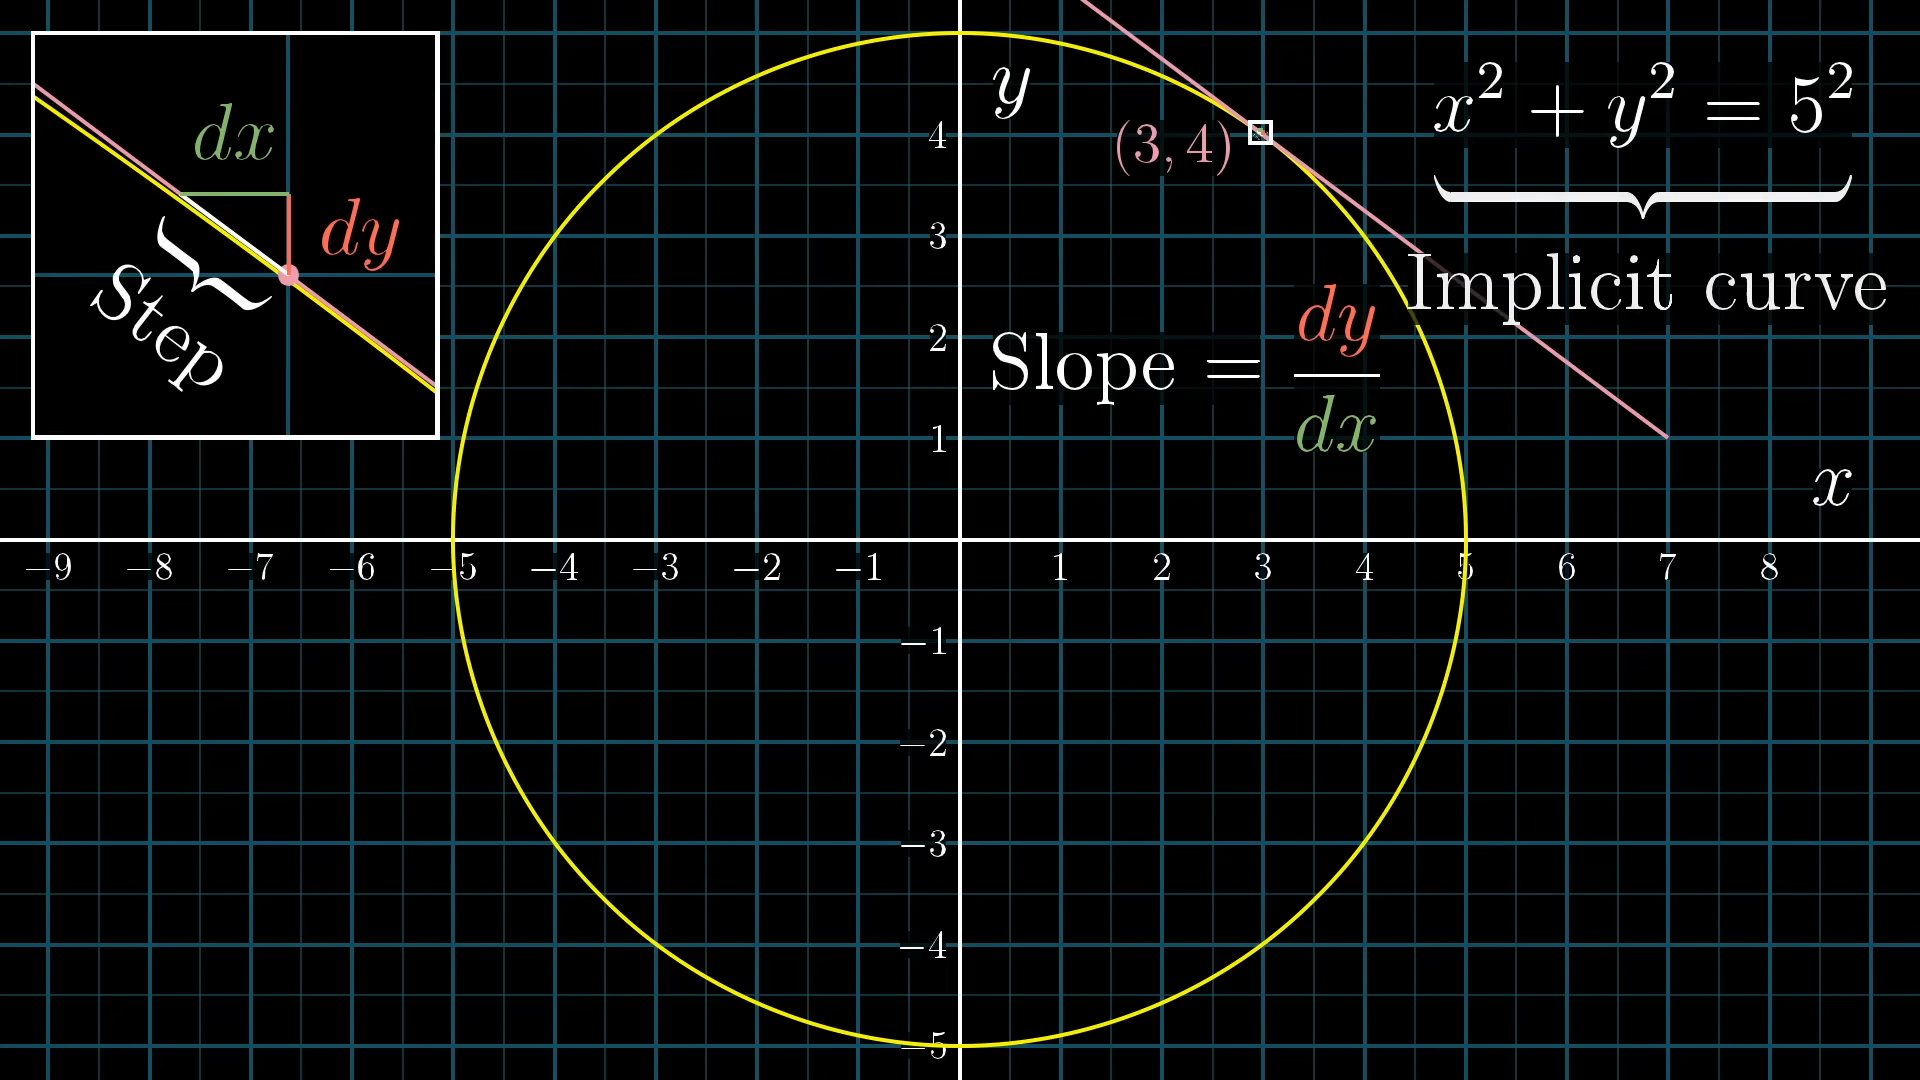 dx
dy
Step
y
(3, 4)
x² + y² = 5²
Implicit curve
Slope = dy/dx
x
4
3
2
1
−9 −8 −7 −6 −5 −4 −3 −2 −1 1 2 3 4 5 6 7 8
−1
−2
−3
−4
−5